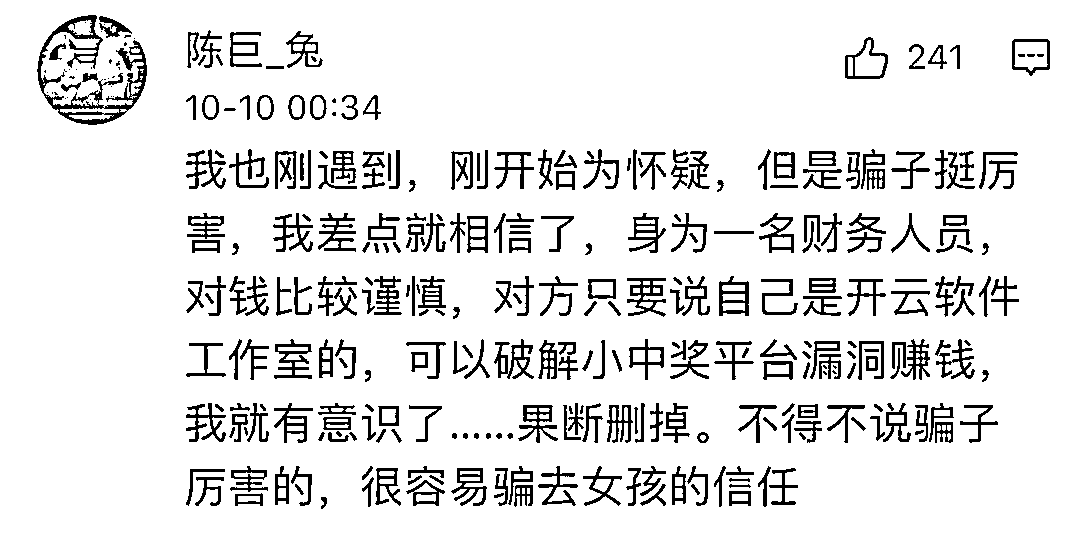 陈巨_兔
241
10-10 00:34
我也刚遇到，刚开始为怀疑，但是骗子挺厉
害，我差点就相信了，身为一名财务人员，
对钱比较谨慎，对方只要说自己是开云软件
工作室的，可以破解小中奖平台漏洞赚钱，
我就有意识了……果断删掉。不得不说骗子
厉害的，很容易骗去女孩的信任